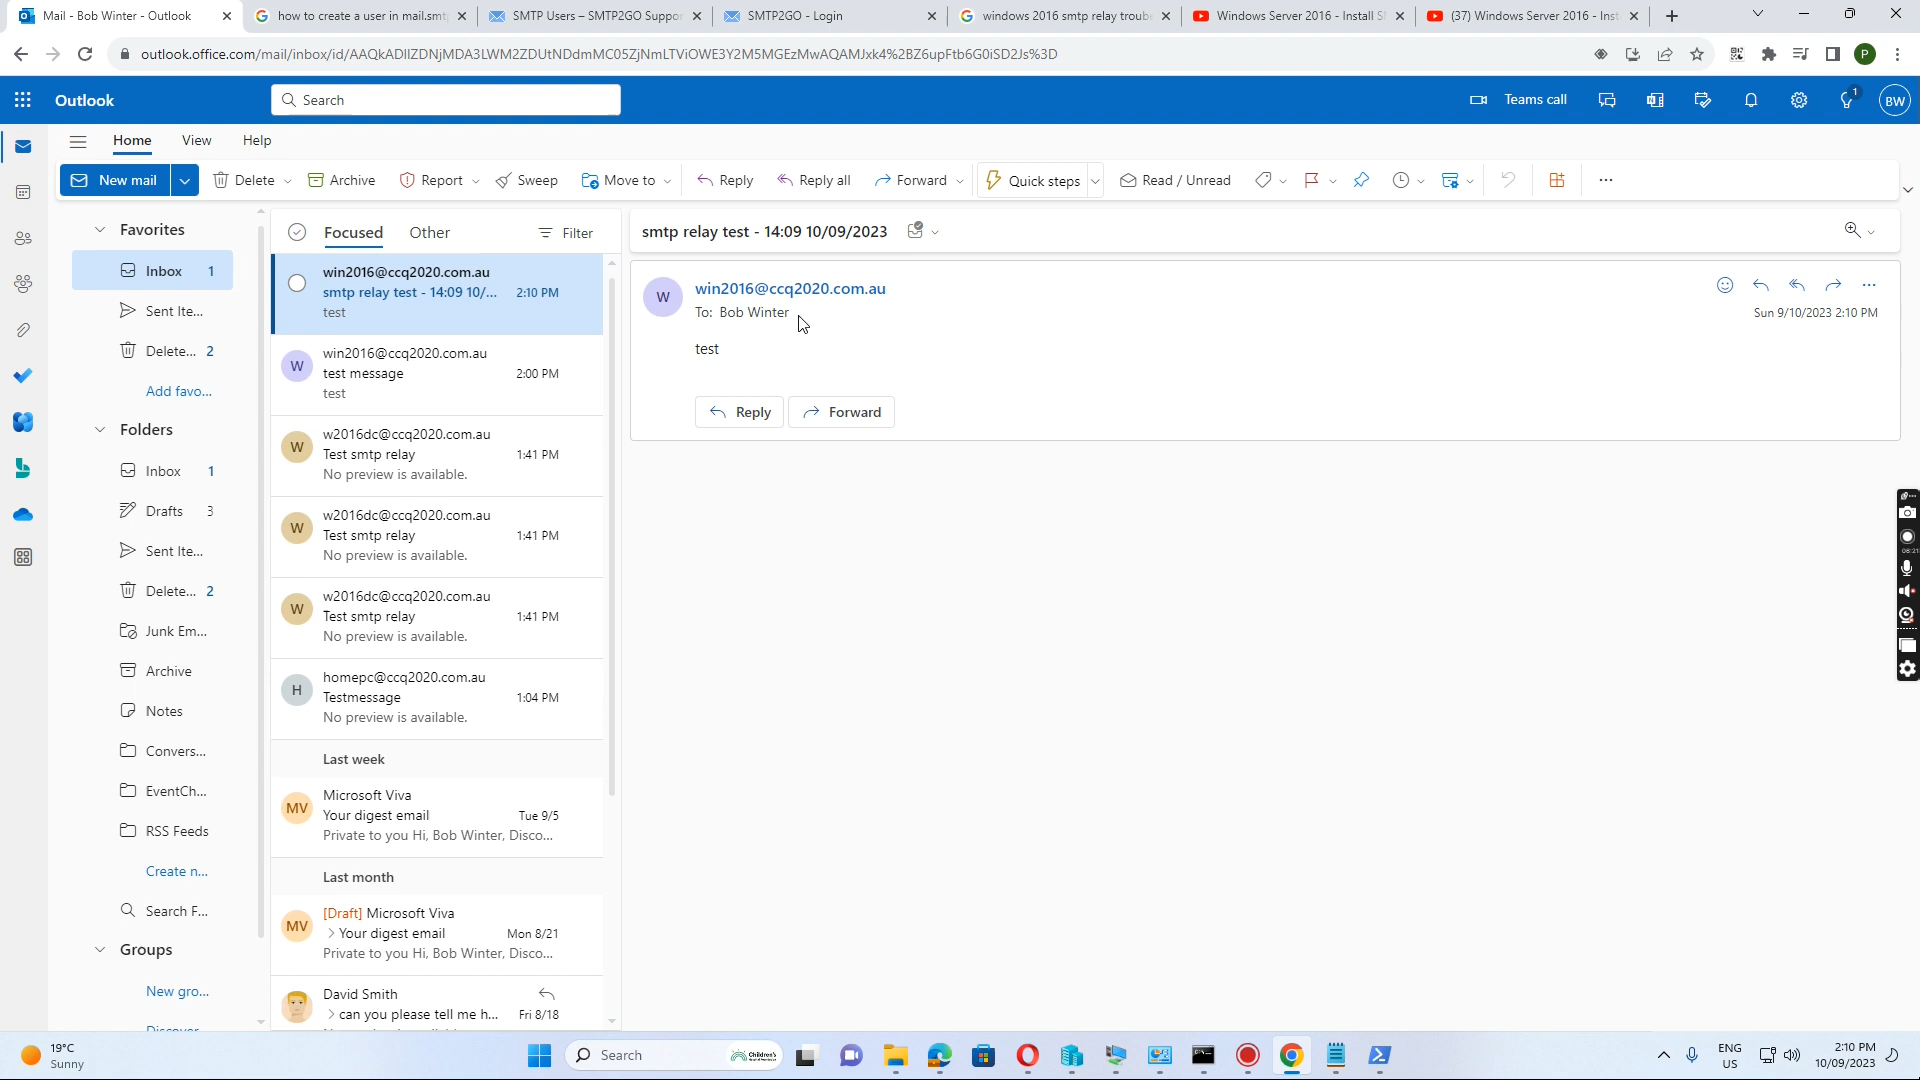 Mail - Bob Winter - Outlook
how to create a user in mail.smt
SMTP Users – SMTP2GO Suppor
SMTP2GO - Login
windows 2016 smtp relay trouble
Windows Server 2016 - Install S
(37) Windows Server 2016 - Inst
outlook.office.com/mail/inbox/id/AAQkADIIZDNjMDA3LWM2ZDUtNDdmMC05ZjNmLTViOWE3Y2M5MGEzMwAQAMJxk4%2BZ6upFtb6G0iSD2Js%3D
P
Outlook
Search
Teams call
1
BW
Home
View
Help
New mail
Delete
Archive
Report
Sweep
Move to
Reply
Reply all
Forward
Quick steps
Read / Unread
Favorites
Inbox 1
Sent Ite...
Delete... 2
Add favo...
Folders
Inbox 1
Drafts 3
Sent Ite...
Delete... 2
Junk Em...
Archive
Notes
Convers...
EventCh...
RSS Feeds
Create n...
Search F...
Groups
New gro...
Discover
Focused
Other
Filter
win2016@ccq2020.com.au
smtp relay test - 14:09 10/... 2:10 PM
test
W
win2016@ccq2020.com.au
test message 2:00 PM
test
W
w2016dc@ccq2020.com.au
Test smtp relay 1:41 PM
No preview is available.
W
w2016dc@ccq2020.com.au
Test smtp relay 1:41 PM
No preview is available.
W
w2016dc@ccq2020.com.au
Test smtp relay 1:41 PM
No preview is available.
H
homepc@ccq2020.com.au
Testmessage 1:04 PM
No preview is available.
Last week
MV
Microsoft Viva
Your digest email Tue 9/5
Private to you Hi, Bob Winter, Disco...
Last month
MV
[Draft] Microsoft Viva
Your digest email Mon 8/21
Private to you Hi, Bob Winter, Disco...
David Smith
can you please tell me h... Fri 8/18
smtp relay test - 14:09 10/09/2023
W
win2016@ccq2020.com.au
To: Bob Winter
Sun 9/10/2023 2:10 PM
test
Reply
Forward
19°C
Sunny
Search
Children's
ENG
US
2:10 PM
10/09/2023